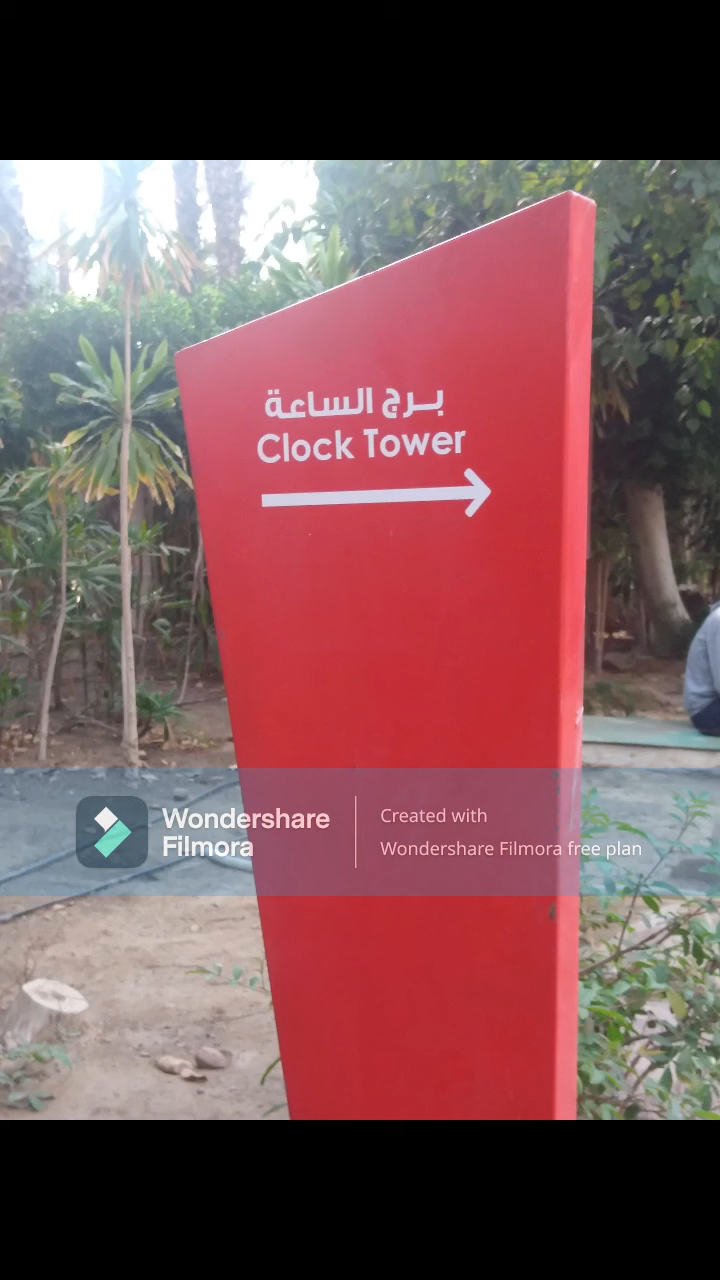 برج الساعة
Clock Tower
Wondershare
Filmora
Created with
Wondershare Filmora free plan